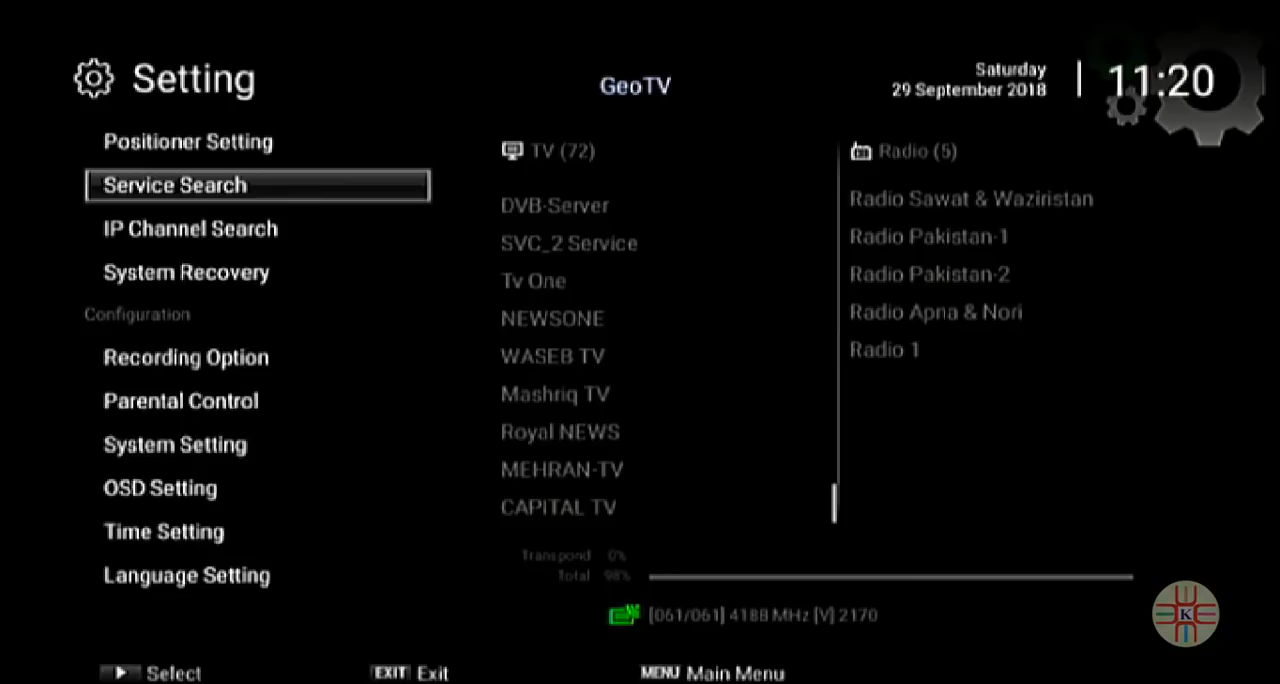 Setting
GeoTV
Saturday
29 September 2018
11:20
Positioner Setting
Service Search
IP Channel Search
System Recovery
Configuration
Recording Option
Parental Control
System Setting
OSD Setting
Time Setting
Language Setting
TV (72)
DVB-Server
SVC_2 Service
Tv One
NEWSONE
WASEB TV
Mashriq TV
Royal NEWS
MEHRAN-TV
CAPITAL TV
Radio (5)
Radio Sawat & Waziristan
Radio Pakistan-1
Radio Pakistan-2
Radio Apna & Nori
Radio 1
Transpond 0%
Total 98%
[061/061] 4188 MHz [V] 2170
K
Select
EXIT Exit
MENU Main Menu